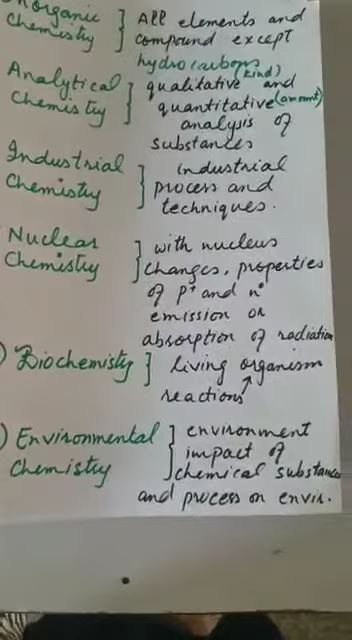 norganic } All elements and
Chemistry compound except
hydrocarbons
Analytical } qualitative (kind) and
Chemistry quantitative (amount)
analysis of
substances
Industrial } industrial
Chemistry process and
techniques.
Nuclear } with nucleus
Chemistry changes, properties
of p+ and n°
emission or
absorption of radiation
) Biochemistry } living organism
reactions ↑
) Environmental } environment
Chemistry impact of
chemical substance
and process on envir.